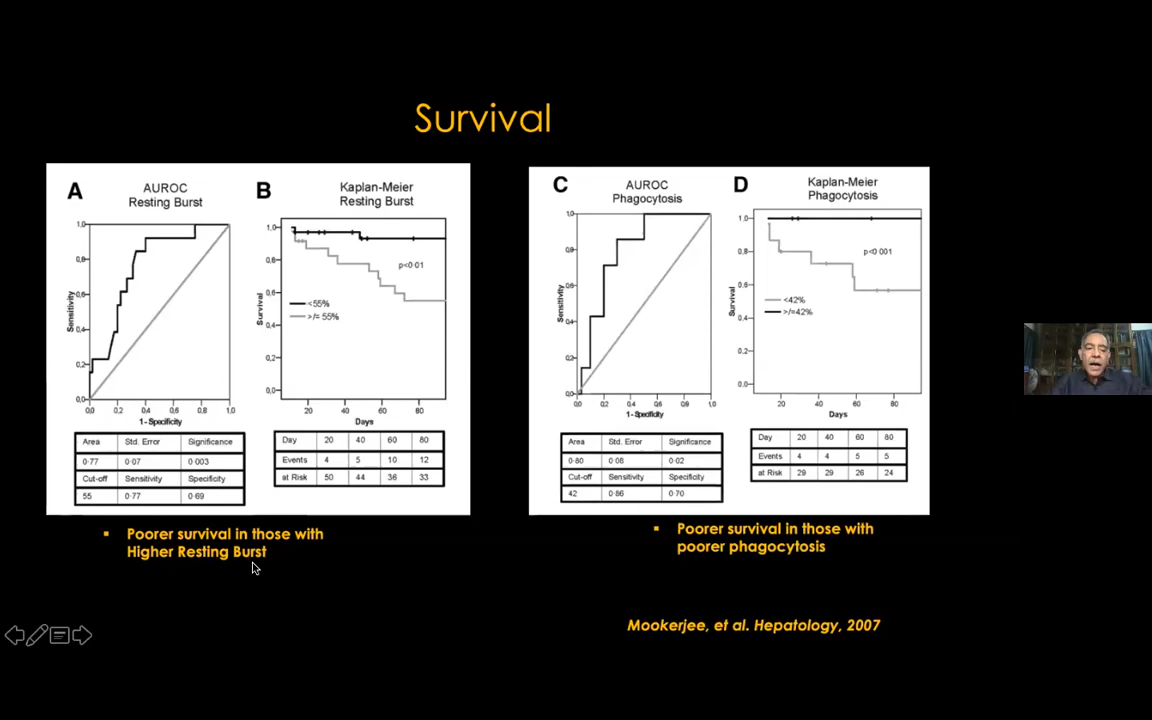 Survival
A
AUROC
Resting Burst
1,0
0,8
0,6
0,4
0,2
0,0
Sensitivity
0,0 0,2 0,4 0,6 0,8 1,0
1 - Specificity
Area Std. Error Significance
0·77 0·07 0·003
Cut-off Sensitivity Specificity
55 0·77 0·69
B
Kaplan-Meier
Resting Burst
1,0
0,8
0,6
0,4
0,2
0,0
Survival
p<0·01
<55%
>/= 55%
20 40 60 80
Days
Day 20 40 60 80
Events 4 5 10 12
at Risk 50 44 36 33
Poorer survival in those with
Higher Resting Burst
C
AUROC
Phagocytosis
1,0
0,8
0,6
0,4
0,2
0,0
Sensitivity
0,0 0,2 0,4 0,6 0,8 1,0
1 - Specificity
Area Std. Error Significance
0·80 0·08 0·02
Cut-off Sensitivity Specificity
42 0·86 0·70
D
Kaplan-Meier
Phagocytosis
1,0
0,8
0,6
0,4
0,2
0,0
Survival
p<0·001
<42%
>/=42%
20 40 60 80
Days
Day 20 40 60 80
Events 4 4 5 5
at Risk 29 29 26 24
Poorer survival in those with
poorer phagocytosis
Mookerjee, et al. Hepatology, 2007